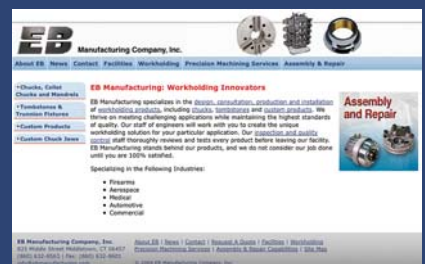 EB
Manufacturing Company, Inc.
About EB News Contact Facilities Workholding Precision Machining Services Assembly & Repair
•Chucks, Collet
Chucks and Mandrels
•Tombstones &
Trunnion Fixtures
•Custom Products
•Custom Chuck Jaws
EB Manufacturing: Workholding Innovators
EB Manufacturing specializes in the design, consultation, production and installation
of workholding products, including chucks, tombstones and custom products. We
thrive on meeting challenging applications while maintaining the highest standards
of quality. Our staff of engineers will work with you to create the unique
workholding solution for your particular application. Our inspection and quality
control staff thoroughly reviews and tests every product before leaving our facility.
EB Manufacturing stands behind our products, and we do not consider our job done
until you are 100% satisfied.
Specializing in the Following Industries:
• Firearms
• Aerospace
• Medical
• Automotive
• Commercial
Assembly
and Repair
EB Manufacturing Company, Inc.
825 Middle Street Middletown, CT 06457
About EB | News | Contact | Request A Quote | Facilities | Workholding
Precision Machining Services | Assembly & Repair Capabilities | Site Map